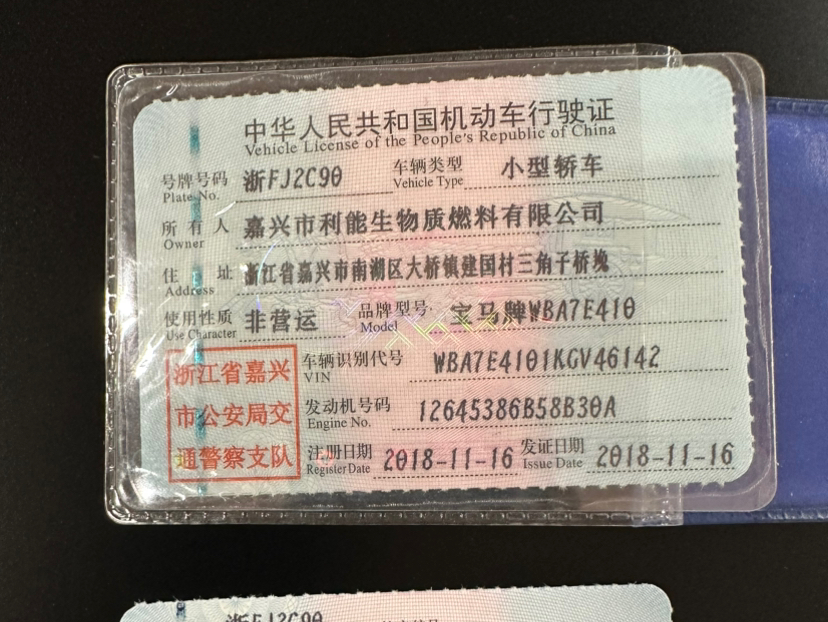 中华人民共和国机动车行驶证
Vehicle License of the People's Republic of China
号牌号码 浙FJ2C90 车辆类型 小型轿车
Plate No. Vehicle Type
所有人 嘉兴市利能生物质燃料有限公司
Owner
住址 浙江省嘉兴市南湖区大桥镇建国村三角子桥堍
Address
使用性质 非营运 品牌型号 宝马牌WBA7E410
Use Character Model
浙江省嘉兴
市公安局交
通警察支队
车辆识别代号 WBA7E4101KGV46142
VIN
发动机号码 12645386B58B30A
Engine No.
注册日期 2018-11-16 发证日期 2018-11-16
Register Date Issue Date
浙FJ2C90